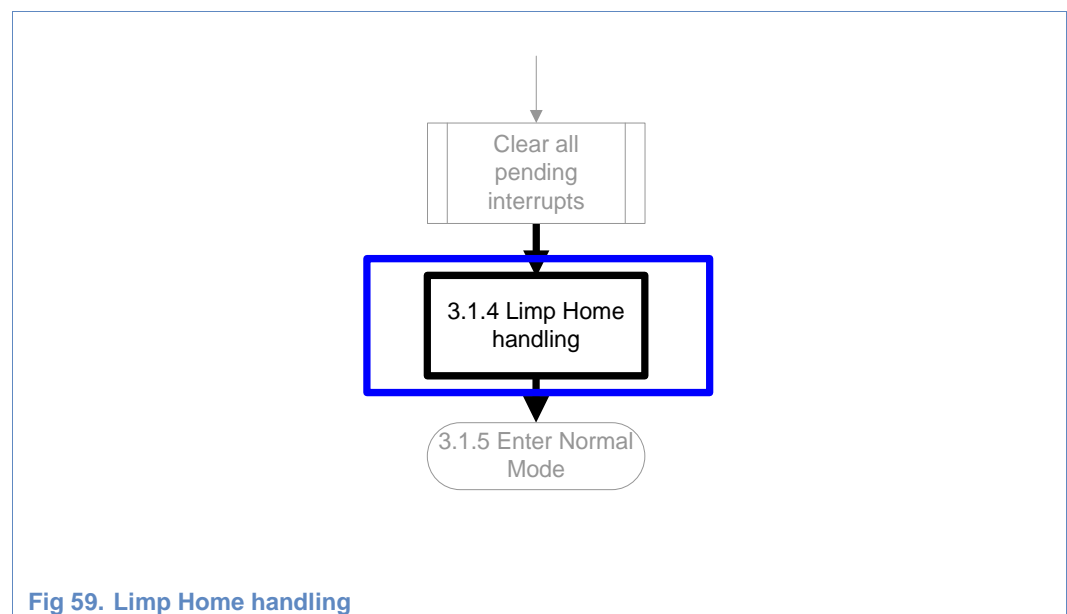 Clear all
pending
interrupts
3.1.4 Limp Home
handling
3.1.5 Enter Normal
Mode
Fig 59. Limp Home handling